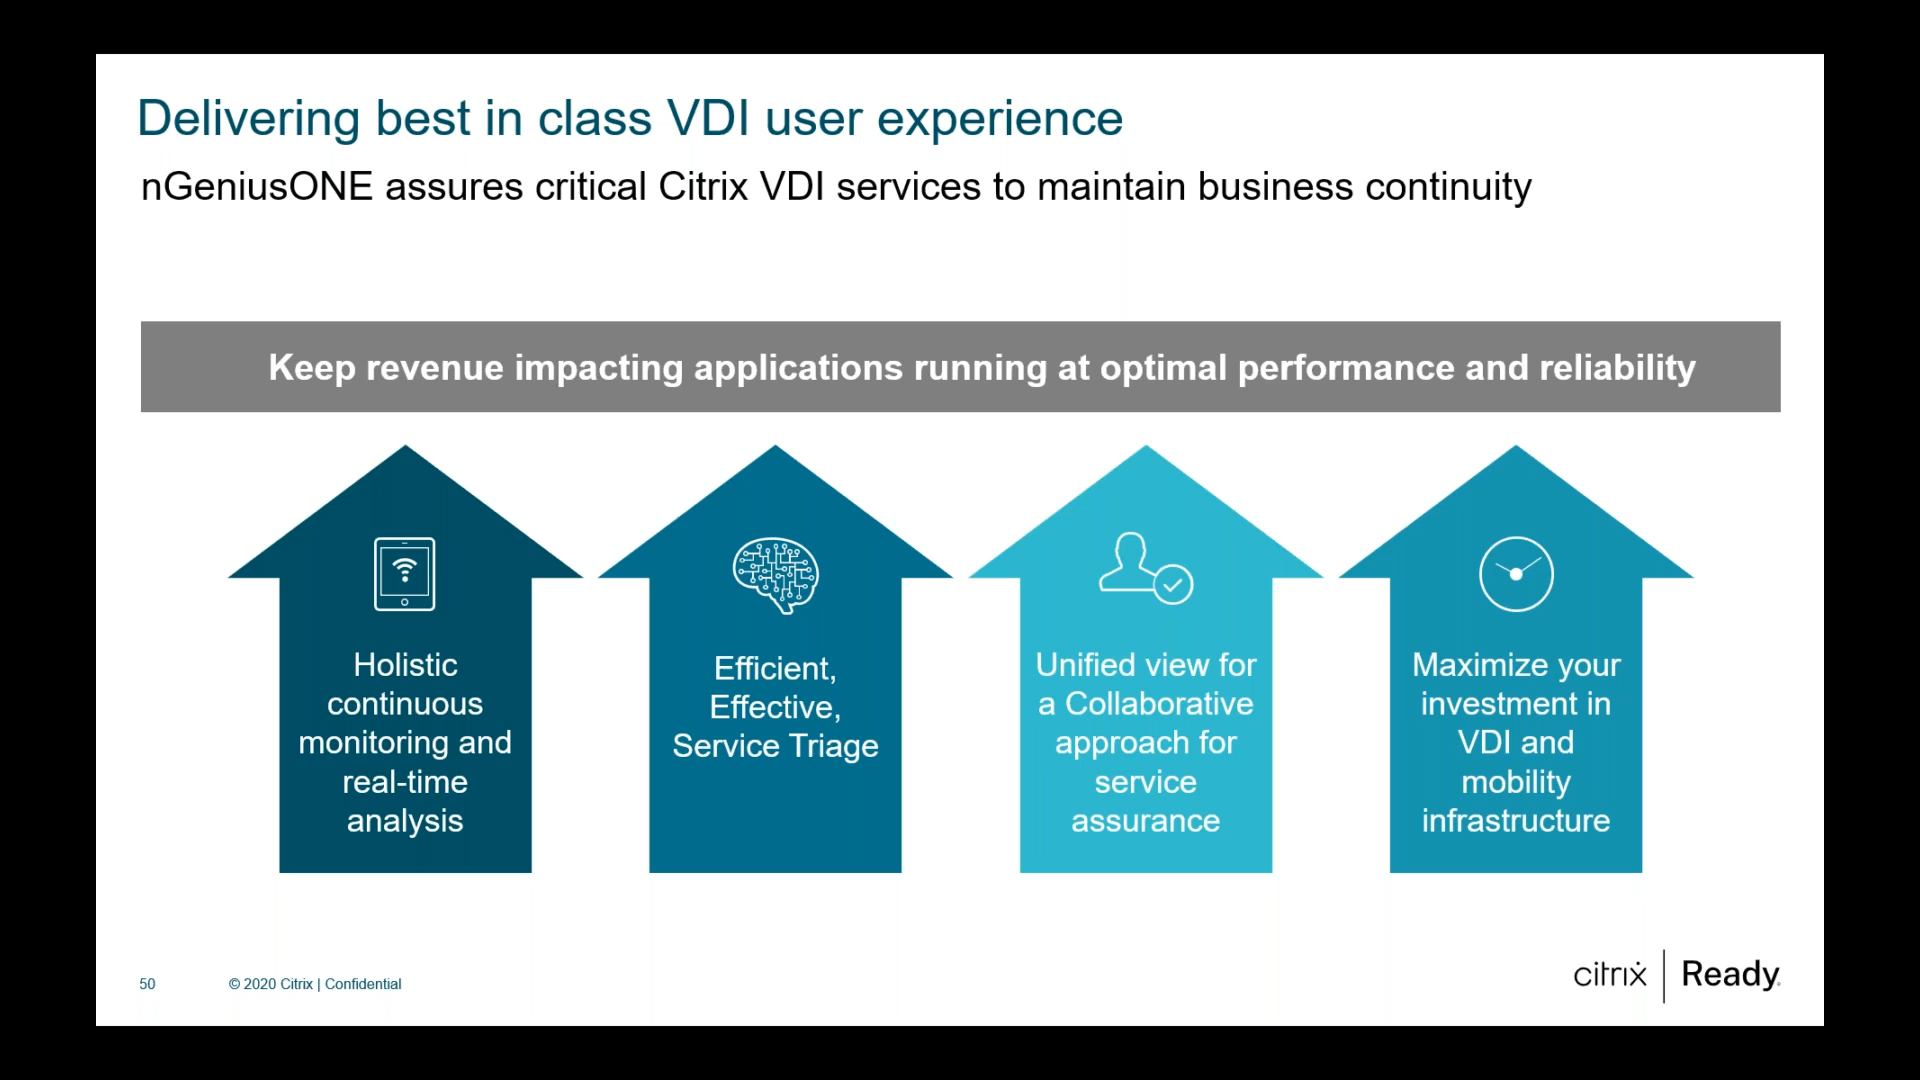 Delivering best in class VDI user experience
nGeniusONE assures critical Citrix VDI services to maintain business continuity
Keep revenue impacting applications running at optimal performance and reliability
Holistic
continuous
monitoring and
real-time
analysis
Efficient,
Effective,
Service Triage
Unified view for
a Collaborative
approach for
service
assurance
Maximize your
investment in
VDI and
mobility
infrastructure
50
© 2020 Citrix | Confidential
citrix | Ready